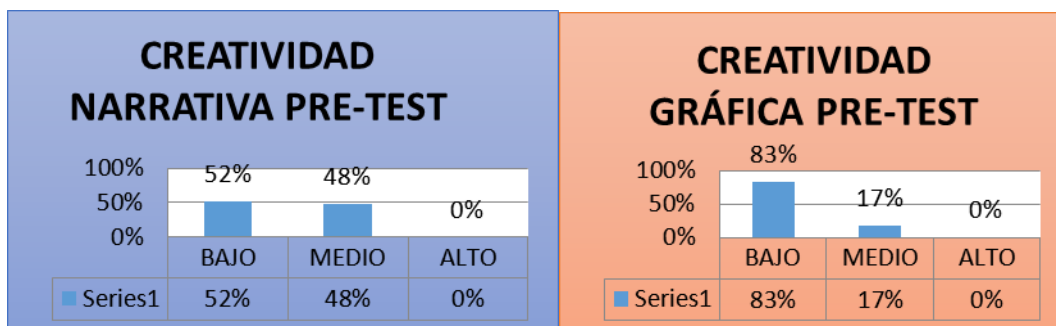 CREATIVIDAD
NARRATIVA PRE-TEST
100%
50%
0%
52%
48%
0%
BAJO MEDIO ALTO
Series1 52% 48% 0%
CREATIVIDAD
GRÁFICA PRE-TEST
100%
50%
0%
83%
17%
0%
BAJO MEDIO ALTO
Series1 83% 17% 0%